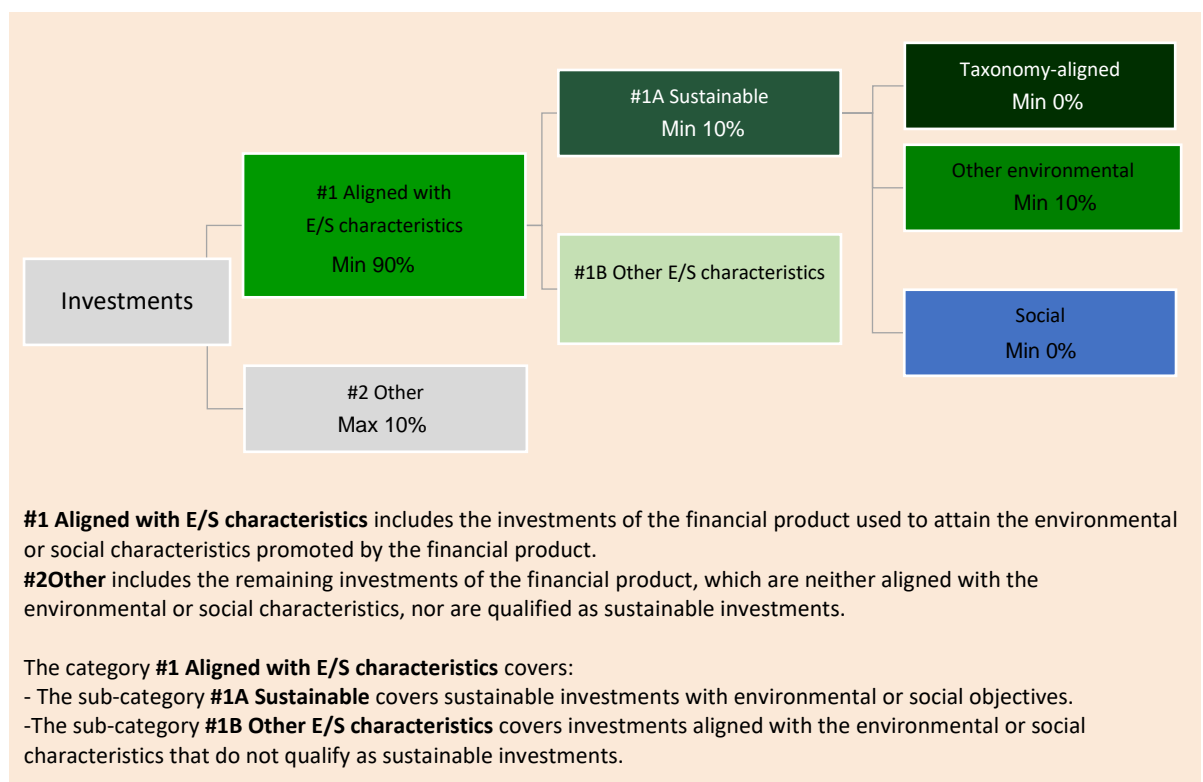 Taxonomy-aligned
Min 0%
#1A Sustainable
Min 10%
Other environmental
Min 10%
#1 Aligned with
E/S characteristics
Min 90%
#1B Other E/S characteristics
Investments
Social
Min 0%
#2 Other
Max 10%
#1 Aligned with E/S characteristics includes the investments of the financial product used to attain the environmental
or social characteristics promoted by the financial product.
#2Other includes the remaining investments of the financial product, which are neither aligned with the
environmental or social characteristics, nor are qualified as sustainable investments.
The category #1 Aligned with E/S characteristics covers:
- The sub-category #1A Sustainable covers sustainable investments with environmental or social objectives.
-The sub-category #1B Other E/S characteristics covers investments aligned with the environmental or social
characteristics that do not qualify as sustainable investments.